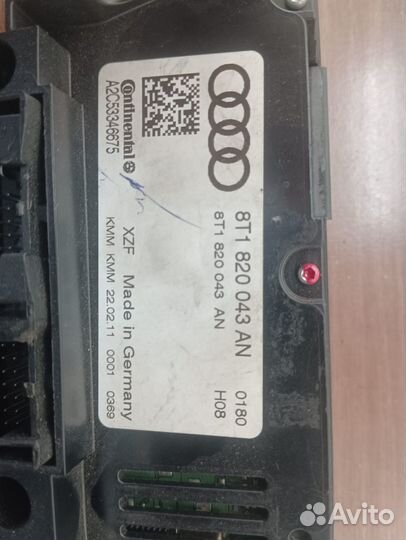 8T1 820 043 AN 0180
8T1 820 043 AN H08
Continental
A2C53346675
XZF Made in Germany
KMM KMM 22.02.11 0001 0369
Avito